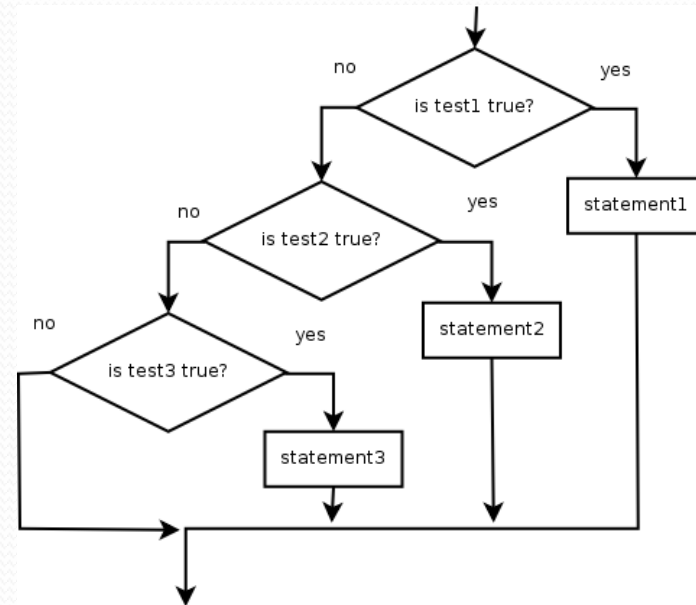 no
yes
is test1 true?
statement1
no
yes
is test2 true?
statement2
no
yes
is test3 true?
statement3